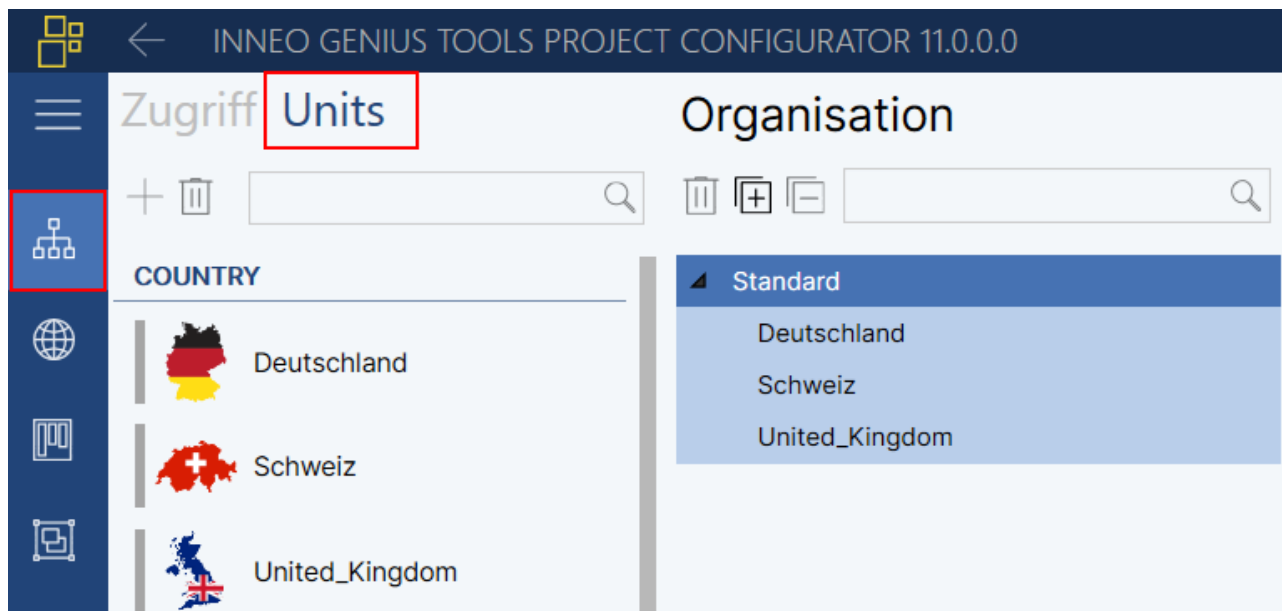 INNEO GENIUS TOOLS PROJECT CONFIGURATOR 11.0.0.0
Zugriff Units
Organisation
COUNTRY
Deutschland
Schweiz
United_Kingdom
Standard
Deutschland
Schweiz
United_Kingdom